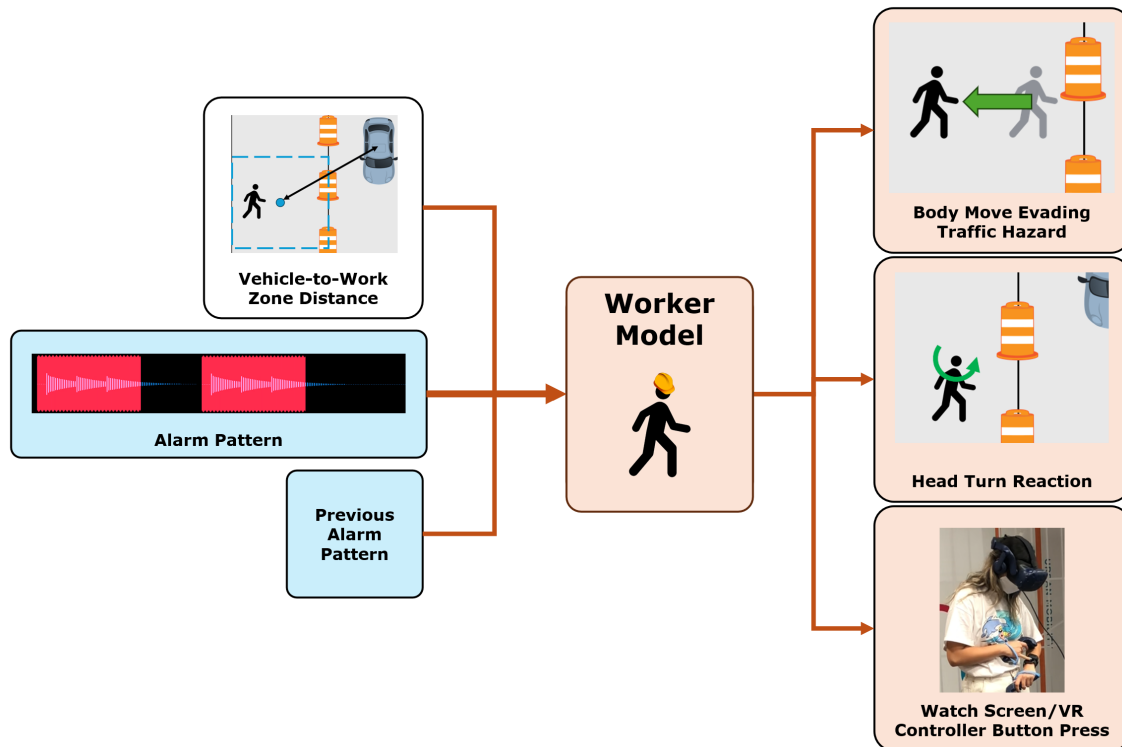 Vehicle-to-Work
Zone Distance
Alarm Pattern
Previous
Alarm
Pattern
Worker
Model
Body Move Evading
Traffic Hazard
Head Turn Reaction
Watch Screen/VR
Controller Button Press